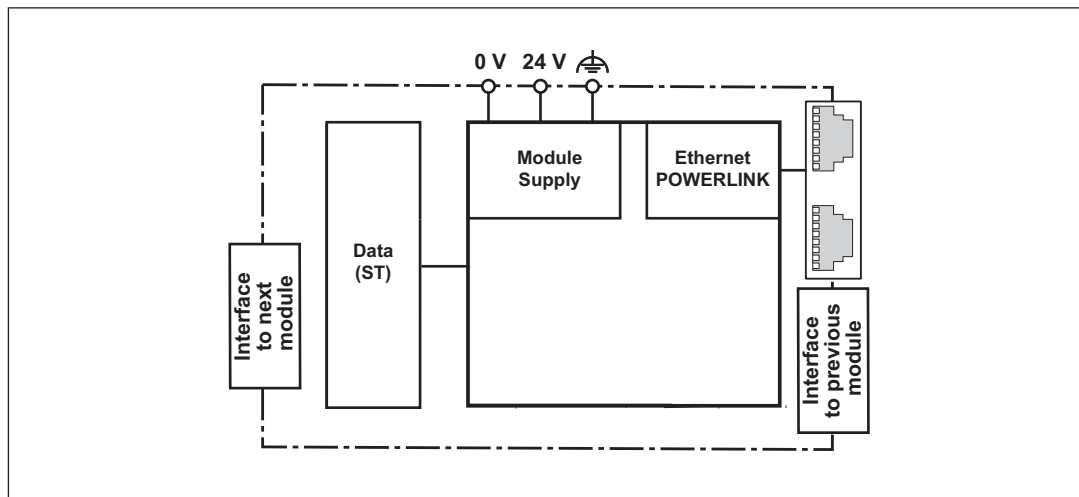 0 V 24 V
Module
Supply
Ethernet
POWERLINK
Data
(ST)
Interface
to next
module
Interface
to previous
module